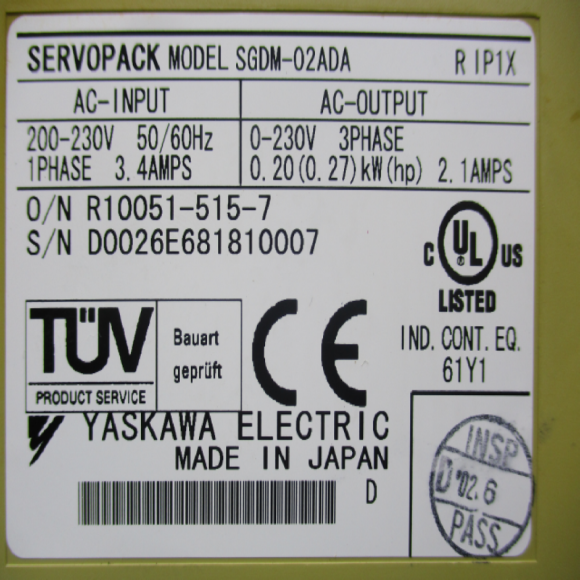 SERVOPACK MODEL SGDM-02ADA R IP1X
AC-INPUT AC-OUTPUT
200-230V 50/60Hz 0-230V 3PHASE
1PHASE 3.4AMPS 0.20(0.27)kW(hp) 2.1AMPS
O/N R10051-515-7
S/N D0026E681810007
C UL US
LISTED
IND. CONT. EQ.
61Y1
TÜV
PRODUCT SERVICE
Bauart
geprüft
CE
YASKAWA ELECTRIC
MADE IN JAPAN
D
INSP
D '02.6
PASS